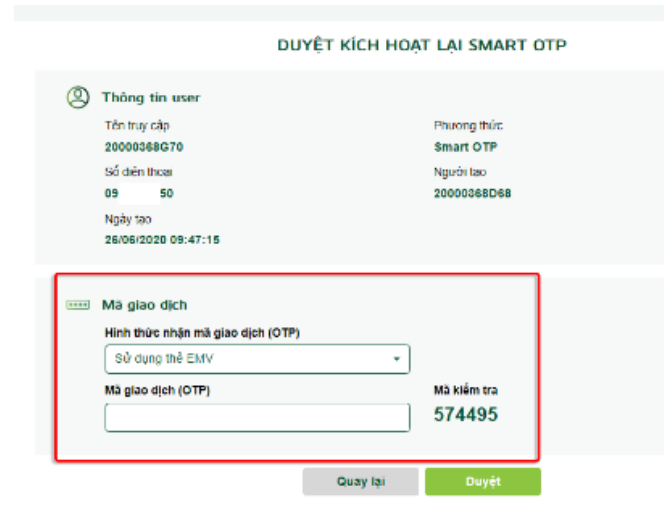 DUYỆT KÍCH HOẠT LẠI SMART OTP
Thông tin user
Tên truy cập
Phương thức
20000368G70
Smart OTP
Số điện thoại
Người tạo
09 50
20000368D68
Ngày tạo
26/06/2020 09:47:15
Mã giao dịch
Hình thức nhận mã giao dịch (OTP)
Sử dụng thẻ EMV
Mã giao dịch (OTP)
Mã kiểm tra
574495
Quay lại
Duyệt